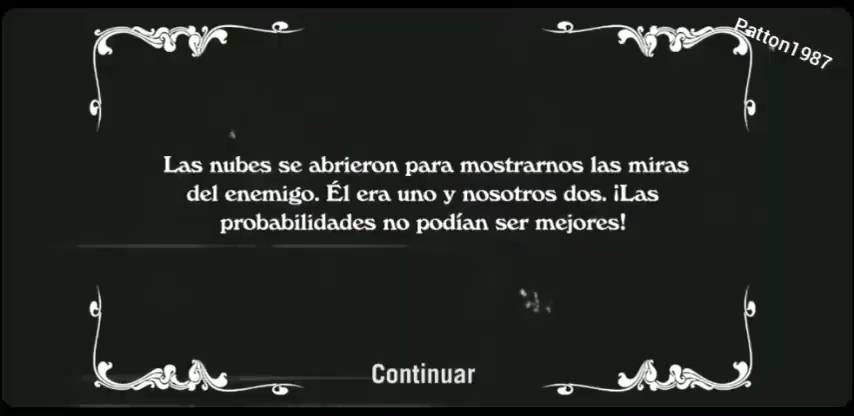 Patton1987
Las nubes se abrieron para mostrarnos las miras
del enemigo. Él era uno y nosotros dos. ¡Las
probabilidades no podían ser mejores!
Continuar